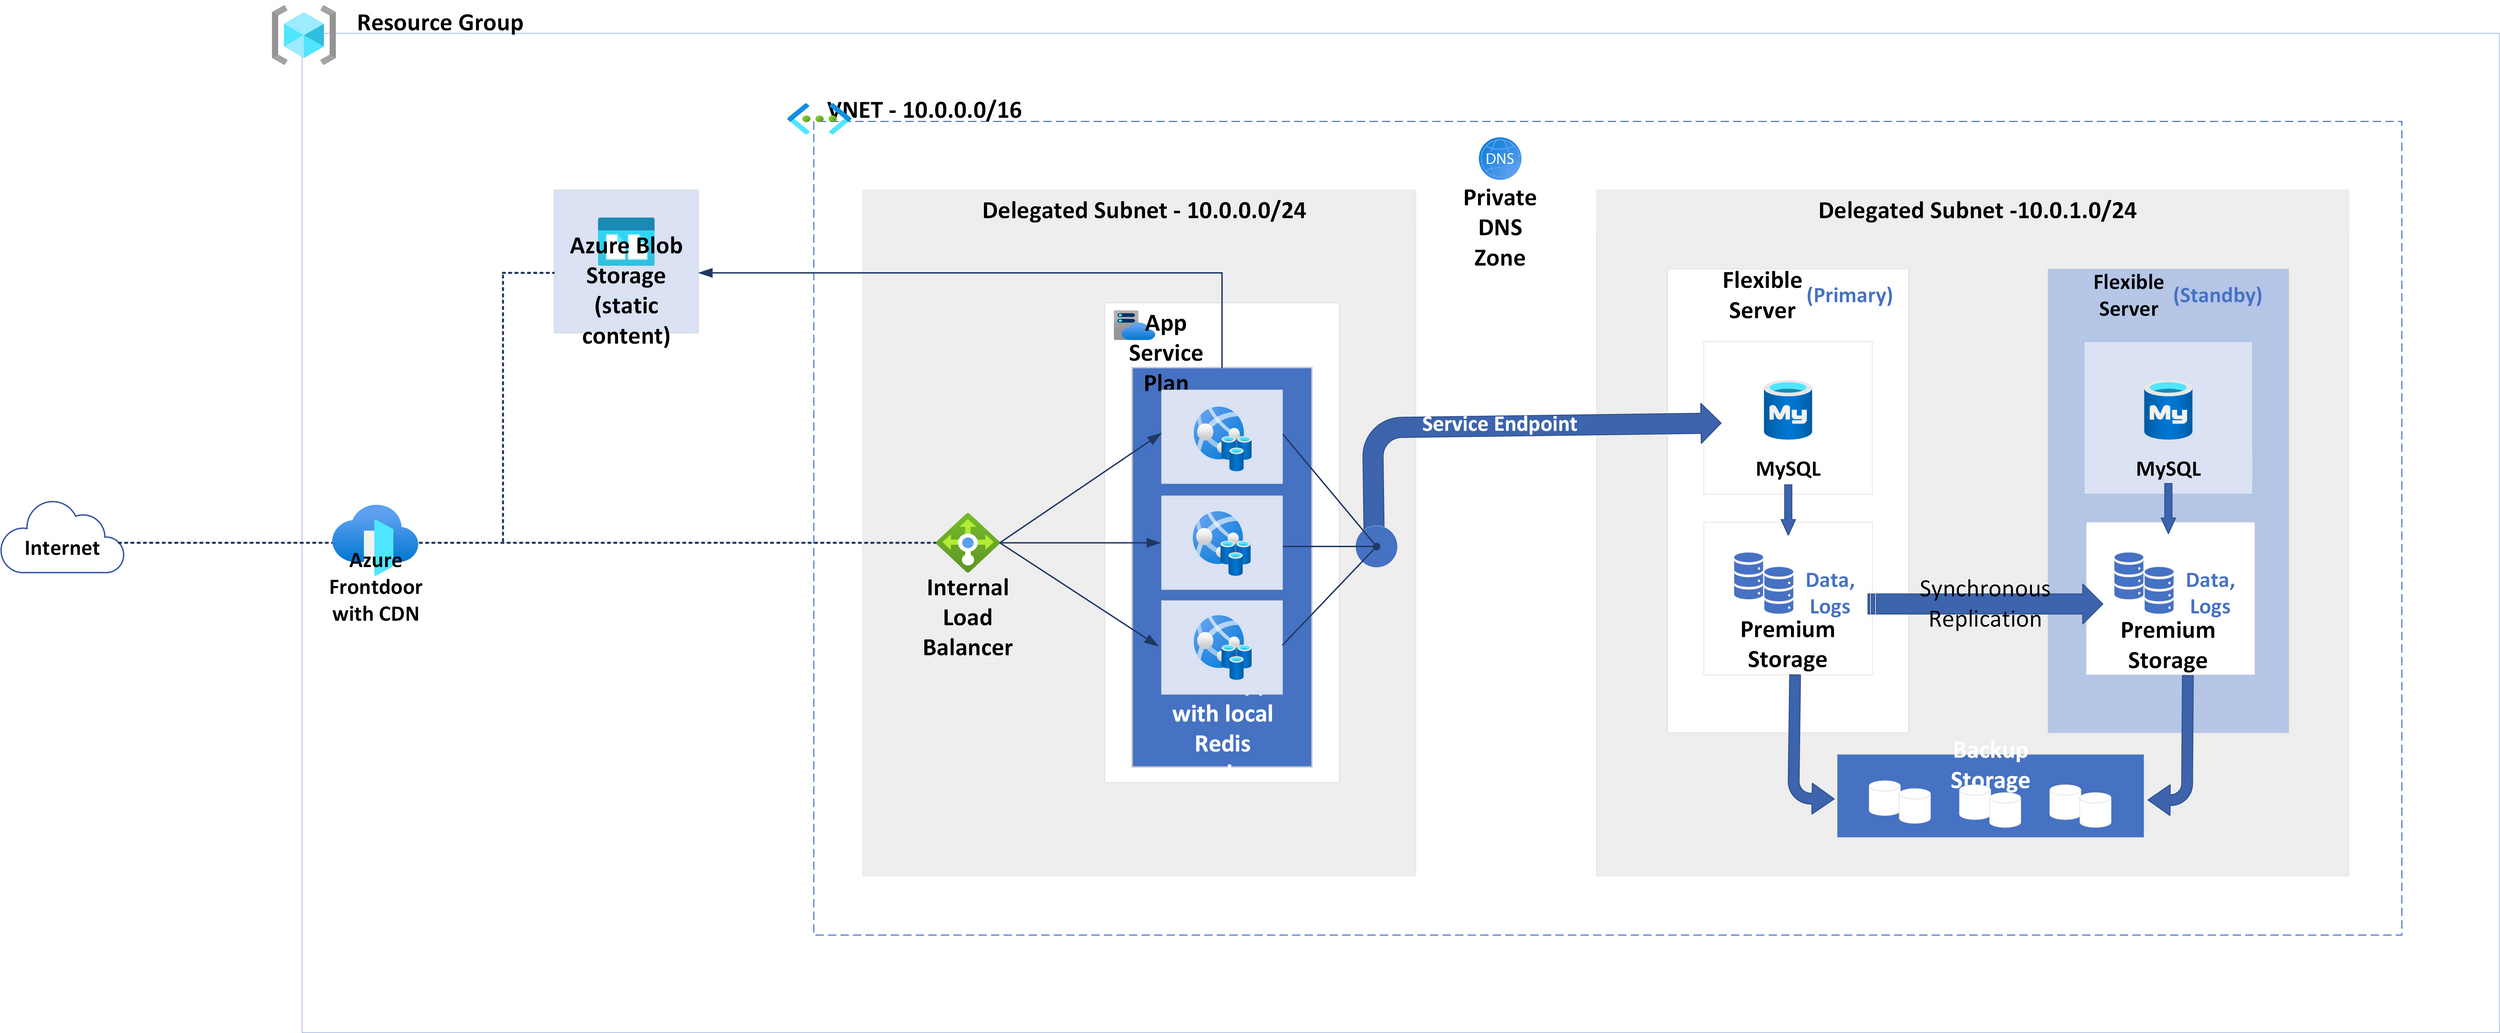 Resource Group
VNET - 10.0.0.0/16
DNS
Private
DNS
Zone
Delegated Subnet - 10.0.0.0/24
Delegated Subnet -10.0.1.0/24
Azure Blob
Storage
(static
content)
App
Service
Plan
Flexible
Server
(Primary)
Flexible
Server
(Standby)
Service Endpoint
My
MySQL
My
MySQL
Internet
Azure
Frontdoor
with CDN
Internal
Load
Balancer
with local
Redis
Data,
Logs
Premium
Storage
Synchronous
Replication
Data,
Logs
Premium
Storage
Backup
Storage